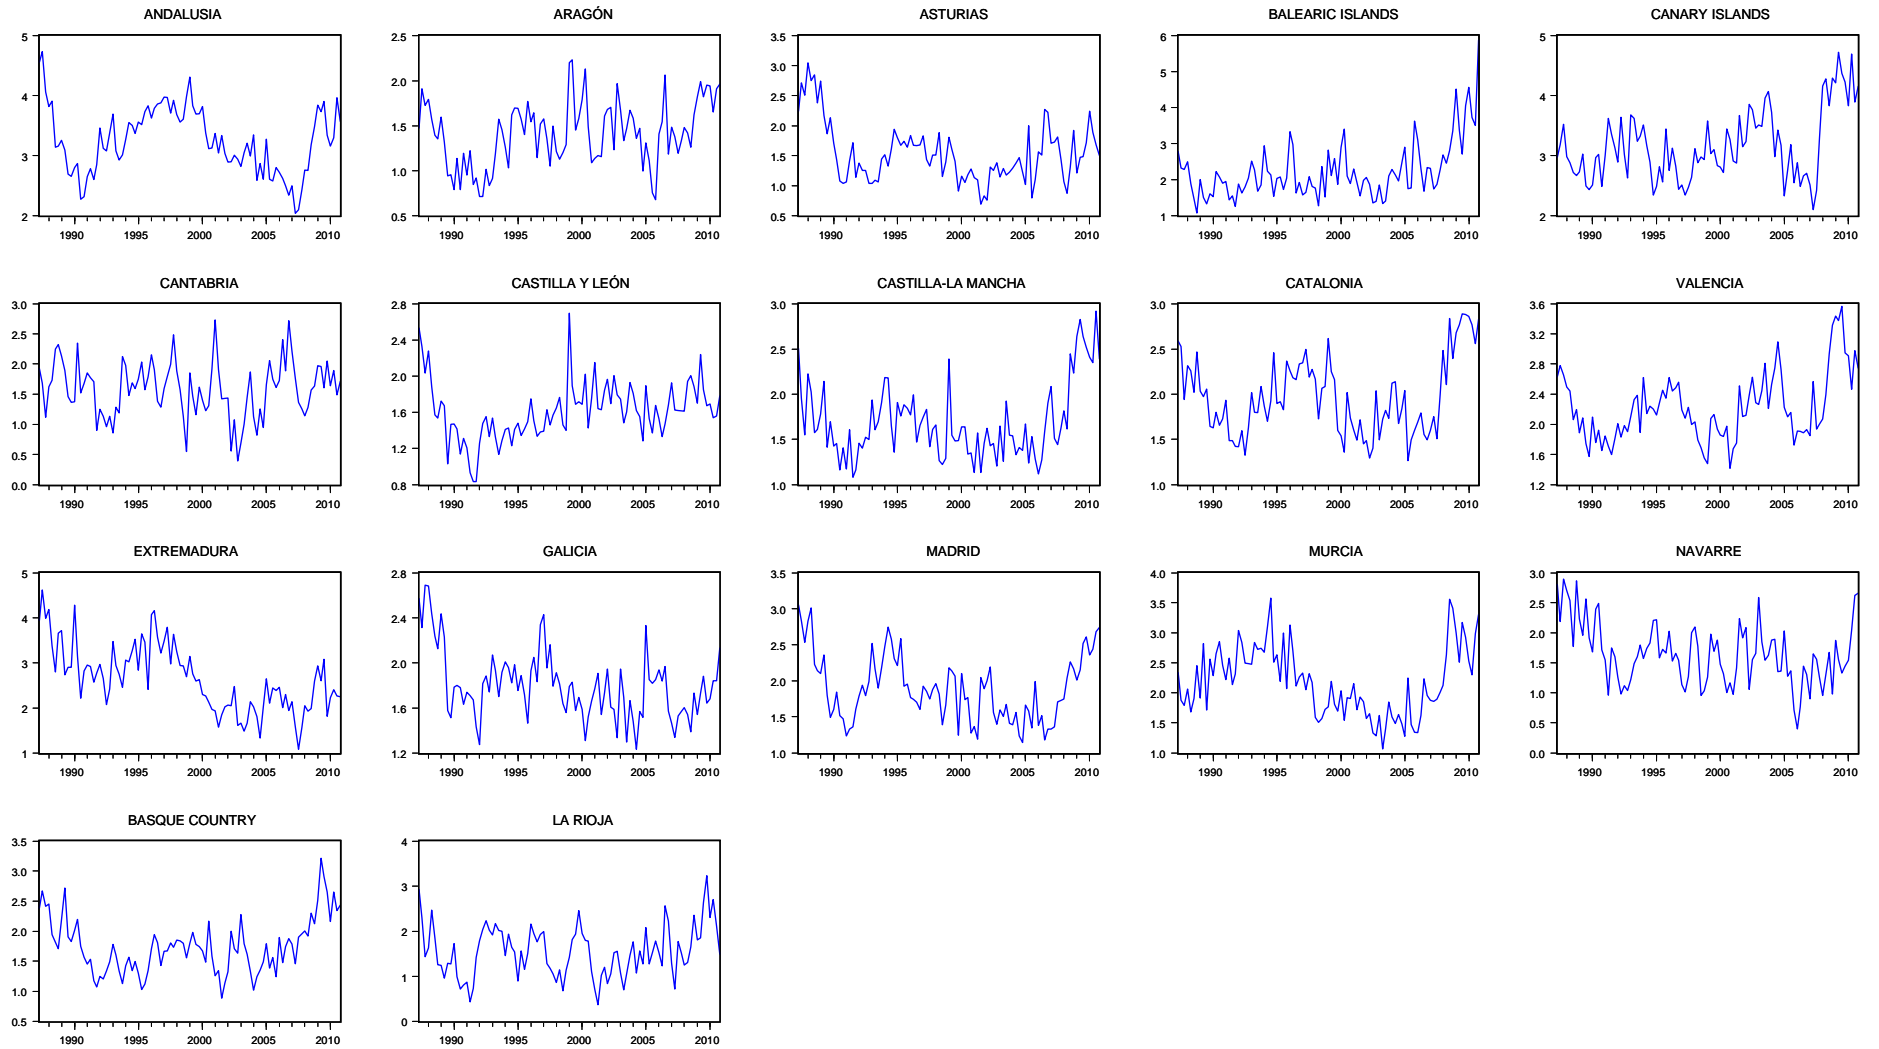 ANDALUSIA
5
4
3
2
1990 1995 2000 2005 2010
ARAGÓN
2.5
2.0
1.5
1.0
0.5
1990 1995 2000 2005 2010
ASTURIAS
3.5
3.0
2.5
2.0
1.5
1.0
0.5
1990 1995 2000 2005 2010
BALEARIC ISLANDS
6
5
4
3
2
1
1990 1995 2000 2005 2010
CANARY ISLANDS
5
4
3
2
1990 1995 2000 2005 2010
CANTABRIA
3.0
2.5
2.0
1.5
1.0
0.5
0.0
1990 1995 2000 2005 2010
CASTILLA Y LEÓN
2.8
2.4
2.0
1.6
1.2
0.8
1990 1995 2000 2005 2010
CASTILLA-LA MANCHA
3.0
2.5
2.0
1.5
1.0
1990 1995 2000 2005 2010
CATALONIA
3.0
2.5
2.0
1.5
1.0
1990 1995 2000 2005 2010
VALENCIA
3.6
3.2
2.8
2.4
2.0
1.6
1.2
1990 1995 2000 2005 2010
EXTREMADURA
5
4
3
2
1
1990 1995 2000 2005 2010
GALICIA
2.8
2.4
2.0
1.6
1.2
1990 1995 2000 2005 2010
MADRID
3.5
3.0
2.5
2.0
1.5
1.0
1990 1995 2000 2005 2010
MURCIA
4.0
3.5
3.0
2.5
2.0
1.5
1.0
1990 1995 2000 2005 2010
NAVARRE
3.0
2.5
2.0
1.5
1.0
0.5
0.0
1990 1995 2000 2005 2010
BASQUE COUNTRY
3.5
3.0
2.5
2.0
1.5
1.0
0.5
1990 1995 2000 2005 2010
LA RIOJA
4
3
2
1
0
1990 1995 2000 2005 2010